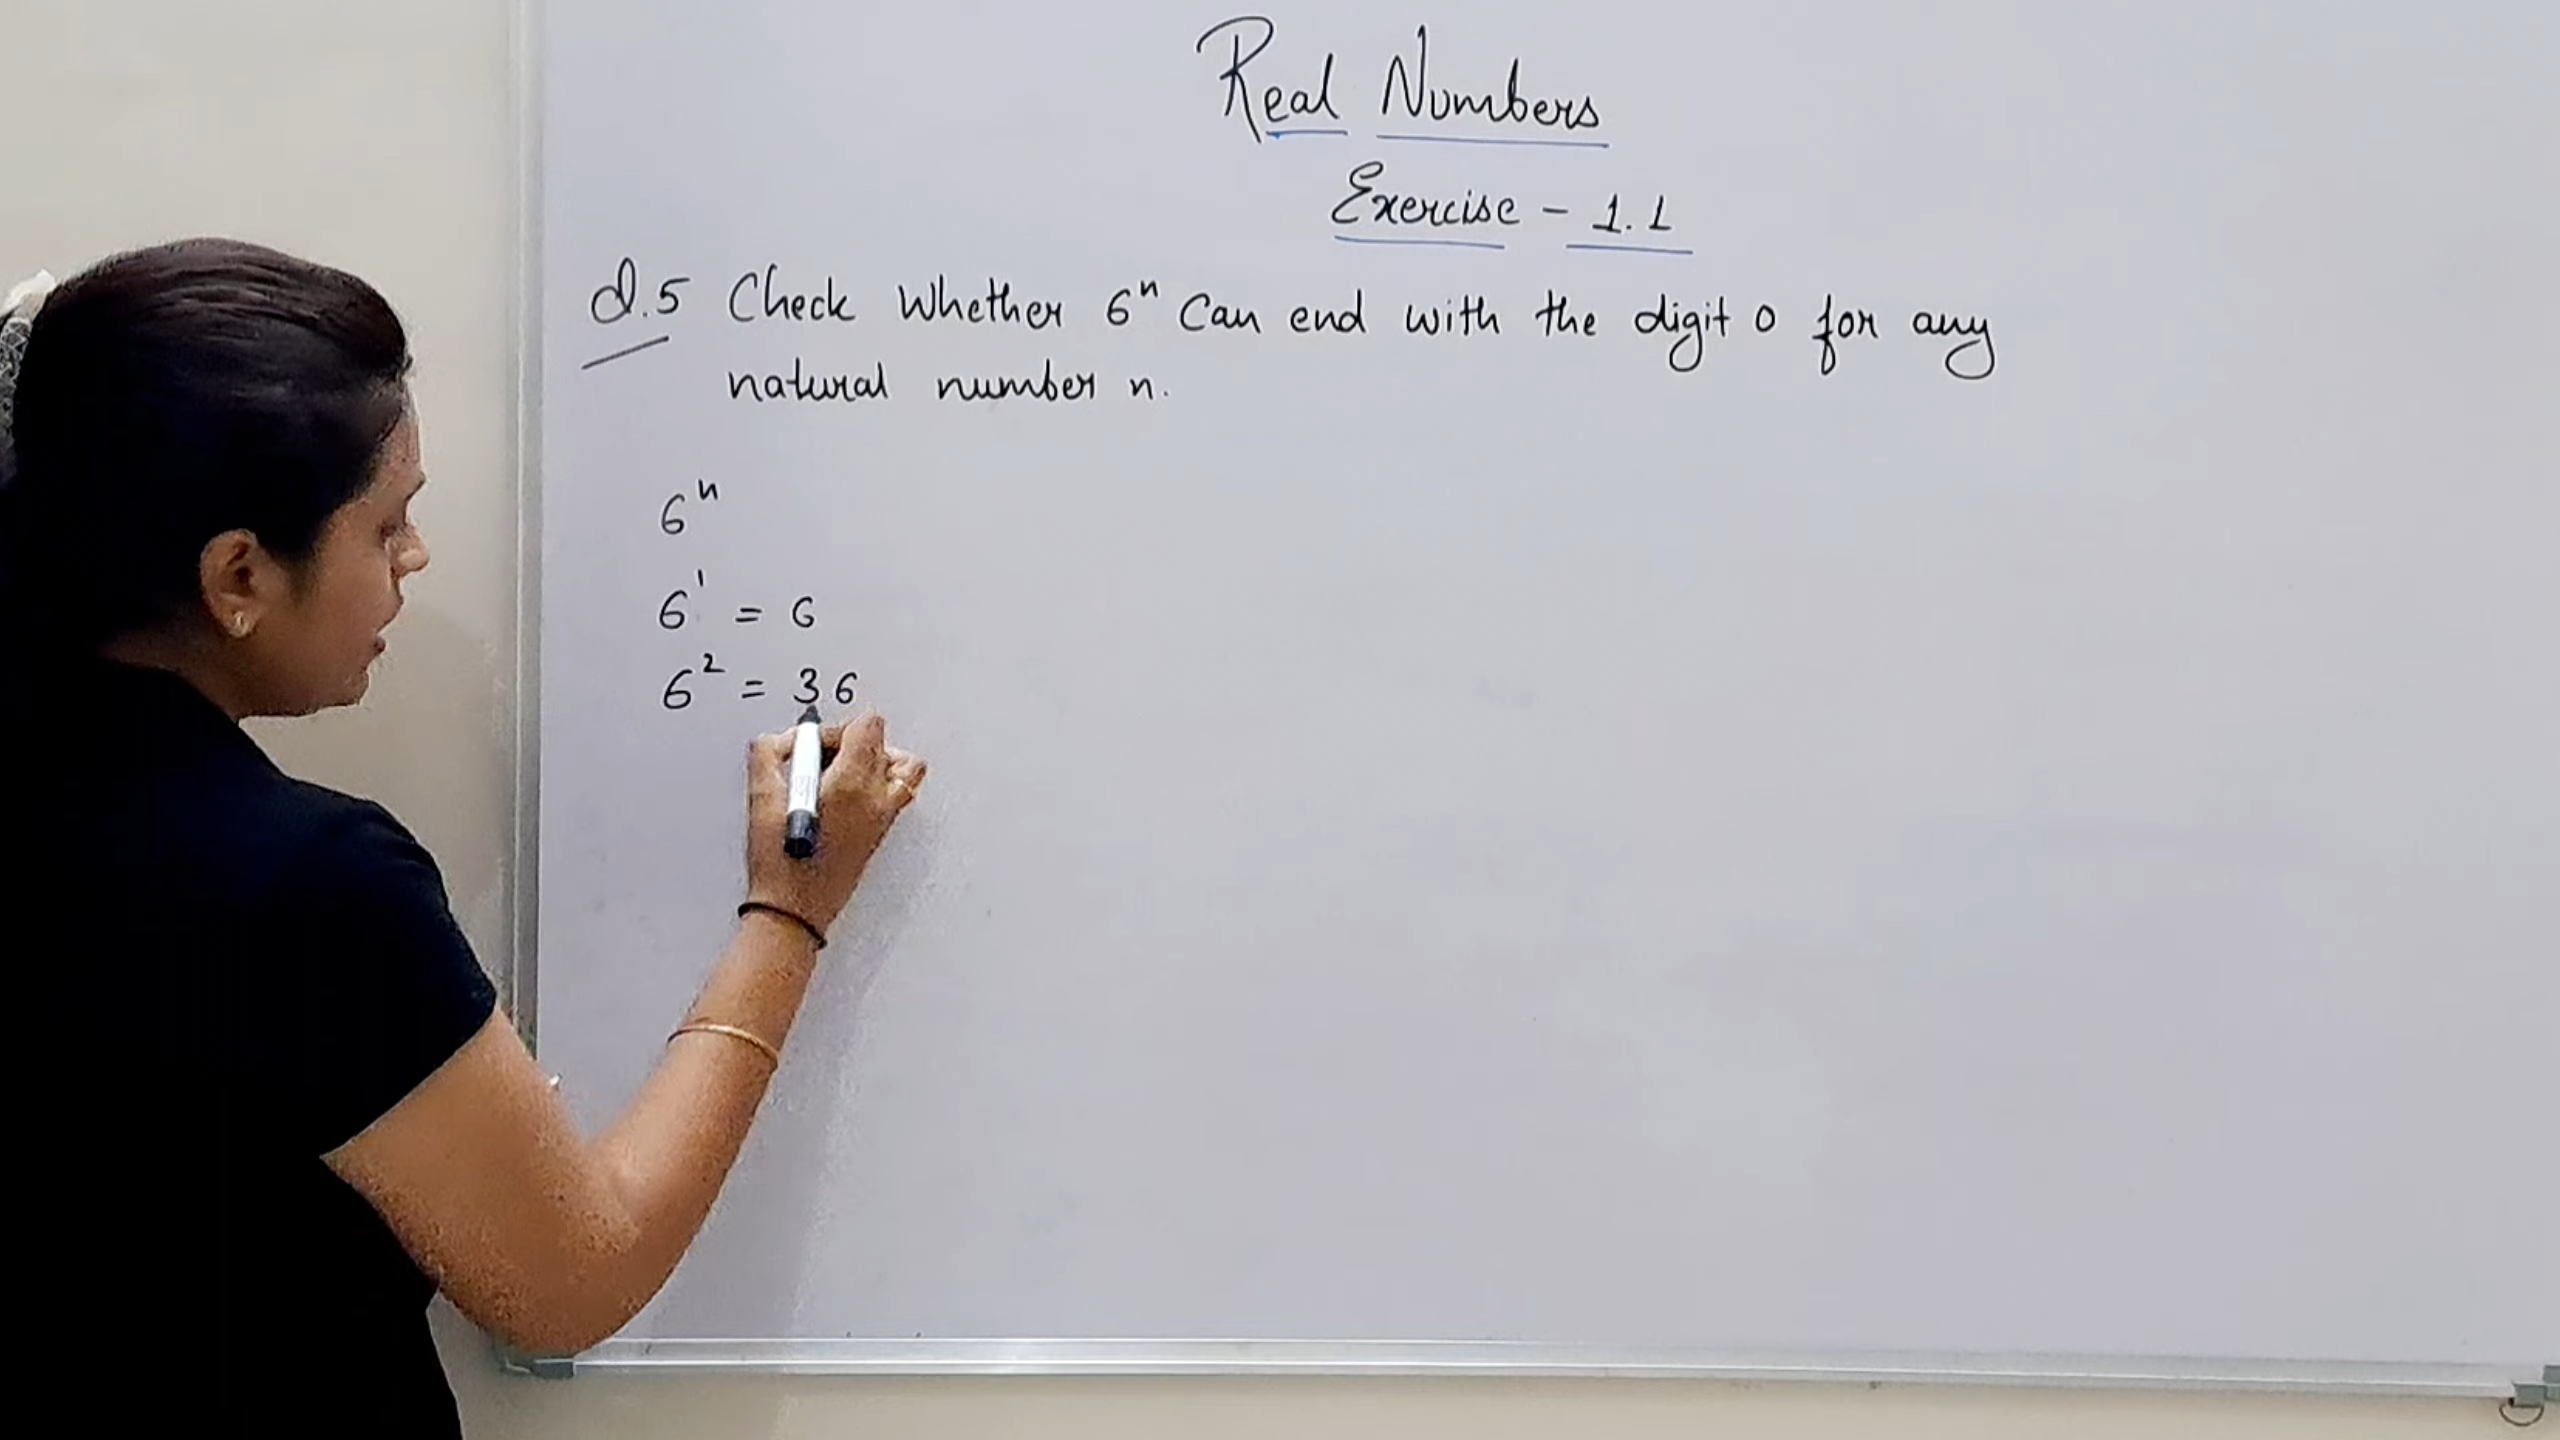 Real Numbers
Exercise - 1.1
Q.5 Check Whether 6ⁿ Can end with the digit 0 for any
natural number n.
6ⁿ
6¹ = 6
6² = 36